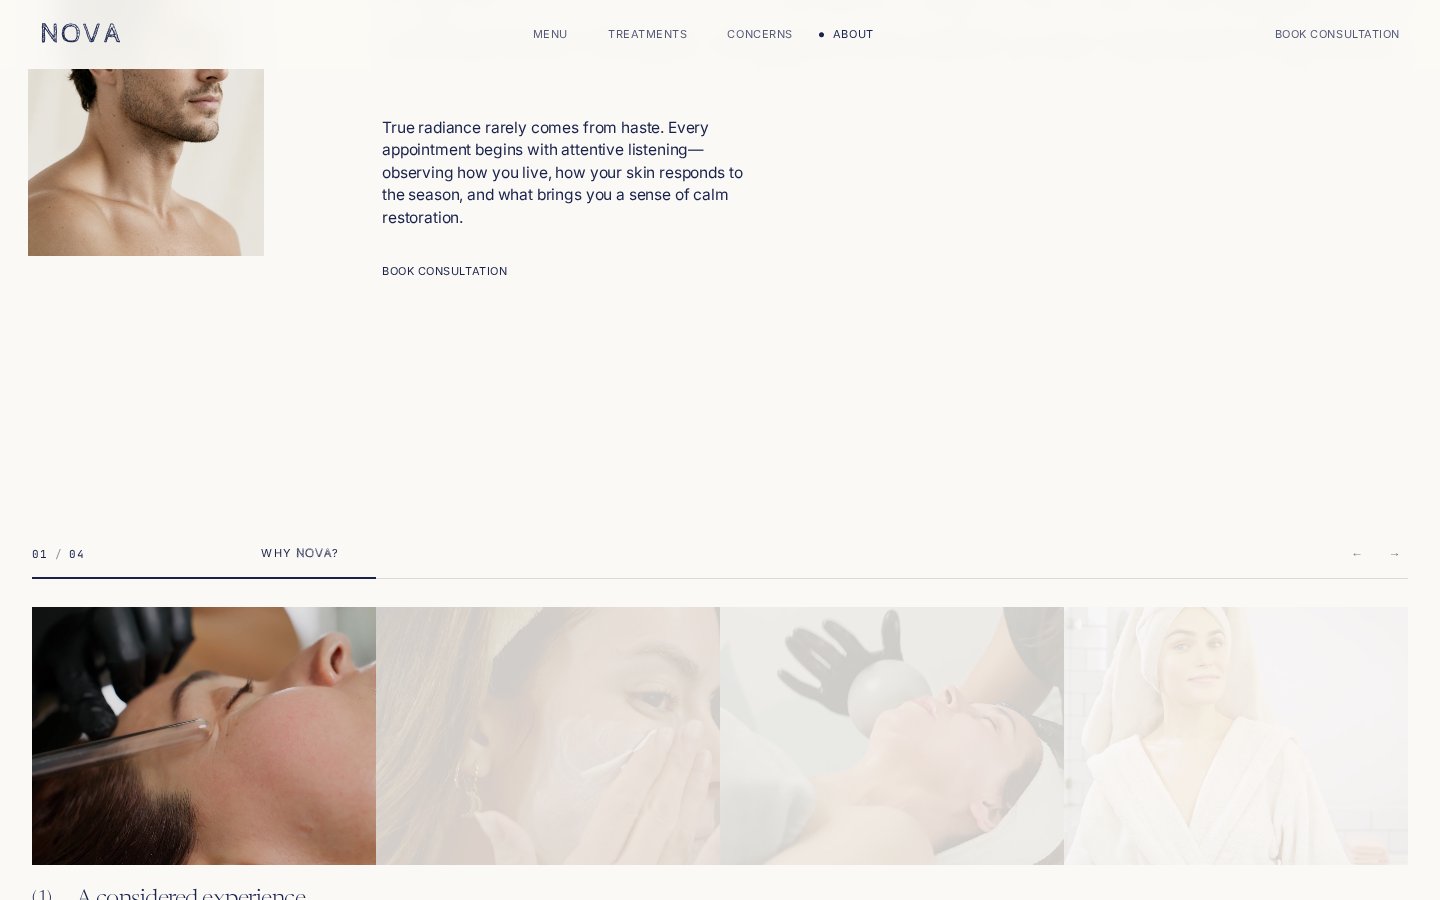 NOVA
MENU
TREATMENTS
CONCERNS
ABOUT
BOOK CONSULTATION
True radiance rarely comes from haste. Every
appointment begins with attentive listening—
observing how you live, how your skin responds to
the season, and what brings you a sense of calm
restoration.
BOOK CONSULTATION
01 / 04
WHY NOVA?
← →
(1) A considered experience